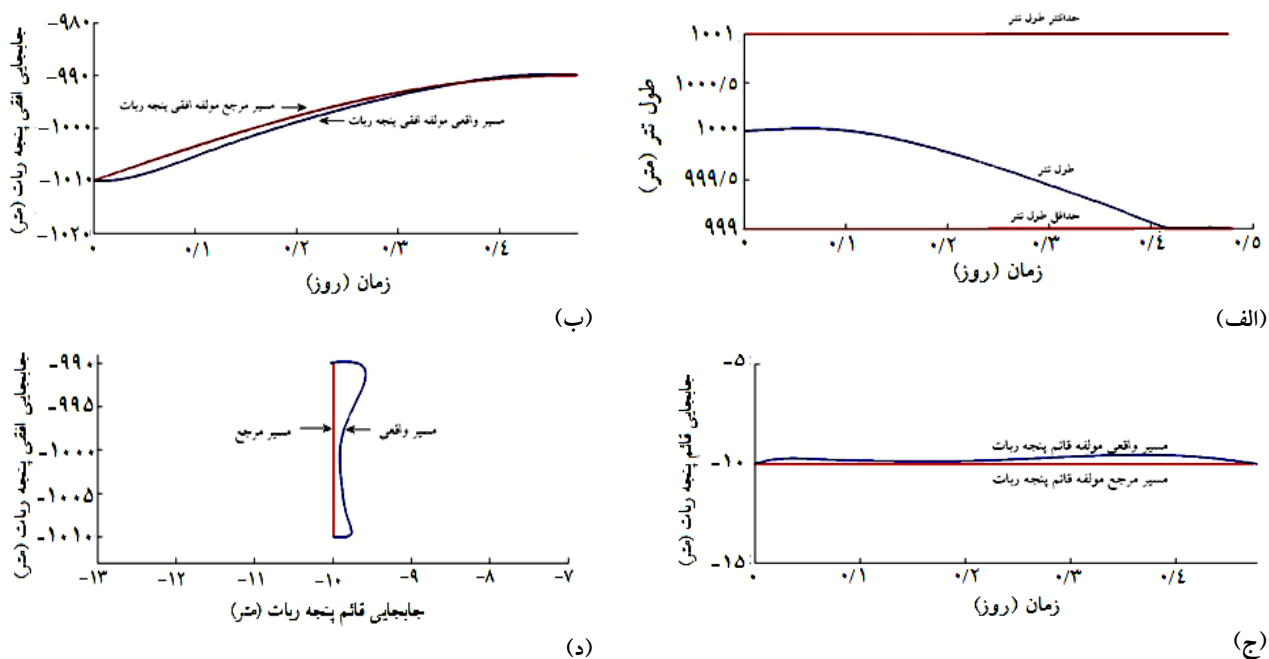 حداکثر طول تتر
۱۰۰۱
۱۰۰۰/۵
۱۰۰۰
۹۹۹/۵
۹۹۹
طول تتر (متر)
طول تتر
حداقل طول تتر
۰ ۰/۱ ۰/۲ ۰/۳ ۰/٤ ۰/۵
زمان (روز)
(الف)
-۹۸۰
-۹۹۰
-۱۰۰۰
-۱۰۱۰
-۱۰۲۰
جابجایی افقی پنجه ربات (متر)
مسیر مرجع مولفه افقی پنجه ربات
مسیر واقعی مولفه افقی پنجه ربات
۰ ۰/۱ ۰/۲ ۰/۳ ۰/٤
زمان (روز)
(ب)
-۵
-۱۰
-۱۵
جابجایی قائم پنجه ربات (متر)
مسیر واقعی مولفه قائم پنجه ربات
مسیر مرجع مولفه قائم پنجه ربات
۰ ۰/۱ ۰/۲ ۰/۳ ۰/٤
زمان (روز)
(ج)
-۹۹۰
-۹۹۵
-۱۰۰۰
-۱۰۰۵
-۱۰۱۰
جابجایی افقی پنجه ربات (متر)
مسیر مرجع
مسیر واقعی
-۱۳ -۱۲ -۱۱ -۱۰ -۹ -۸ -۷
جابجایی قائم پنجه ربات (متر)
(د)